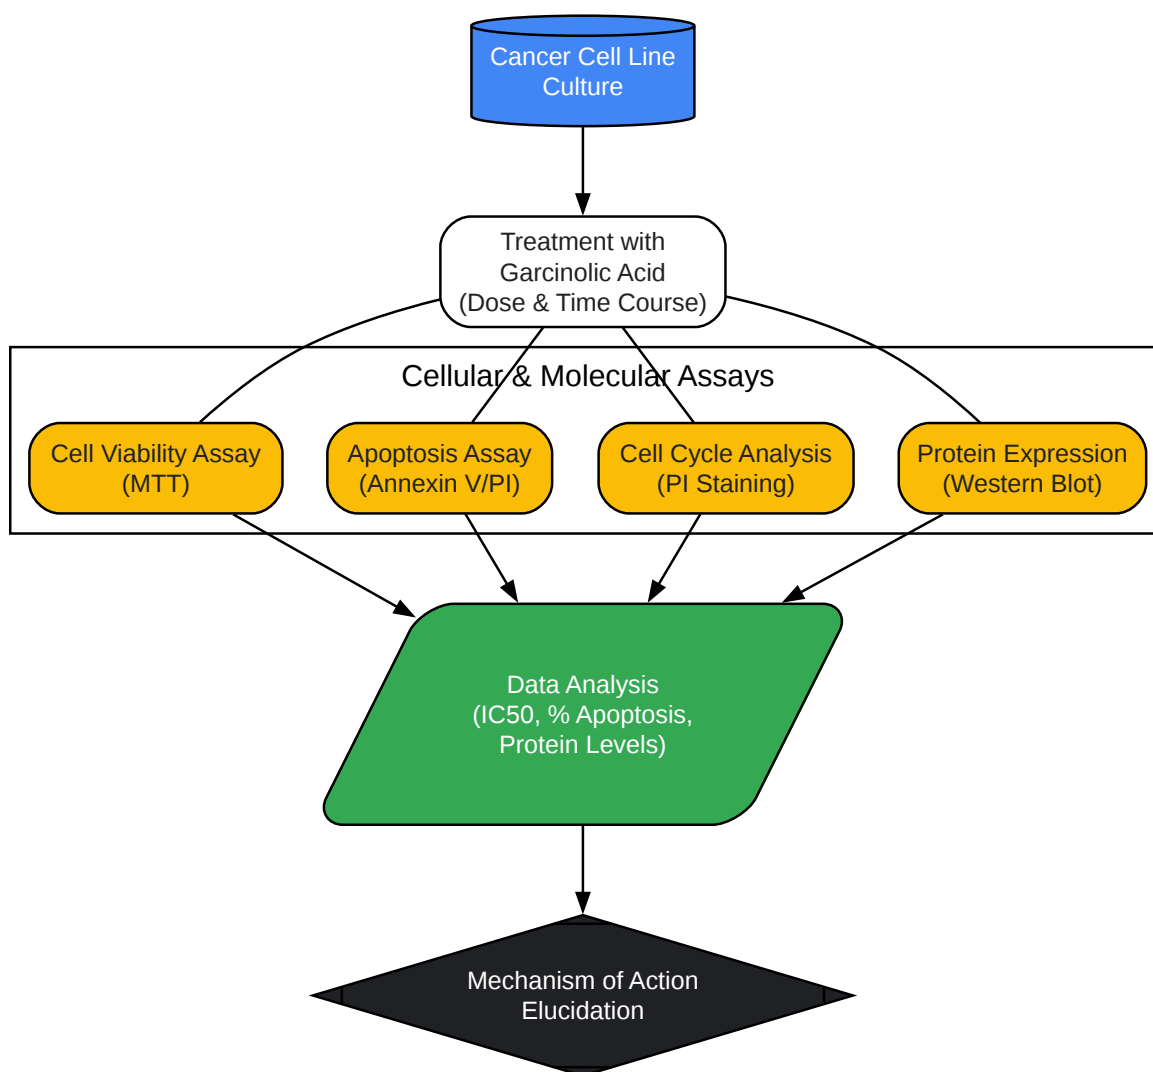 Cancer Cell Line
Culture
Treatment with
Garcinolic Acid
(Dose & Time Course)
Cellular & Molecular Assays
Cell Viability Assay
(MTT)
Apoptosis Assay
(Annexin V/PI)
Cell Cycle Analysis
(PI Staining)
Protein Expression
(Western Blot)
Data Analysis
(IC50, % Apoptosis,
Protein Levels)
Mechanism of Action
Elucidation